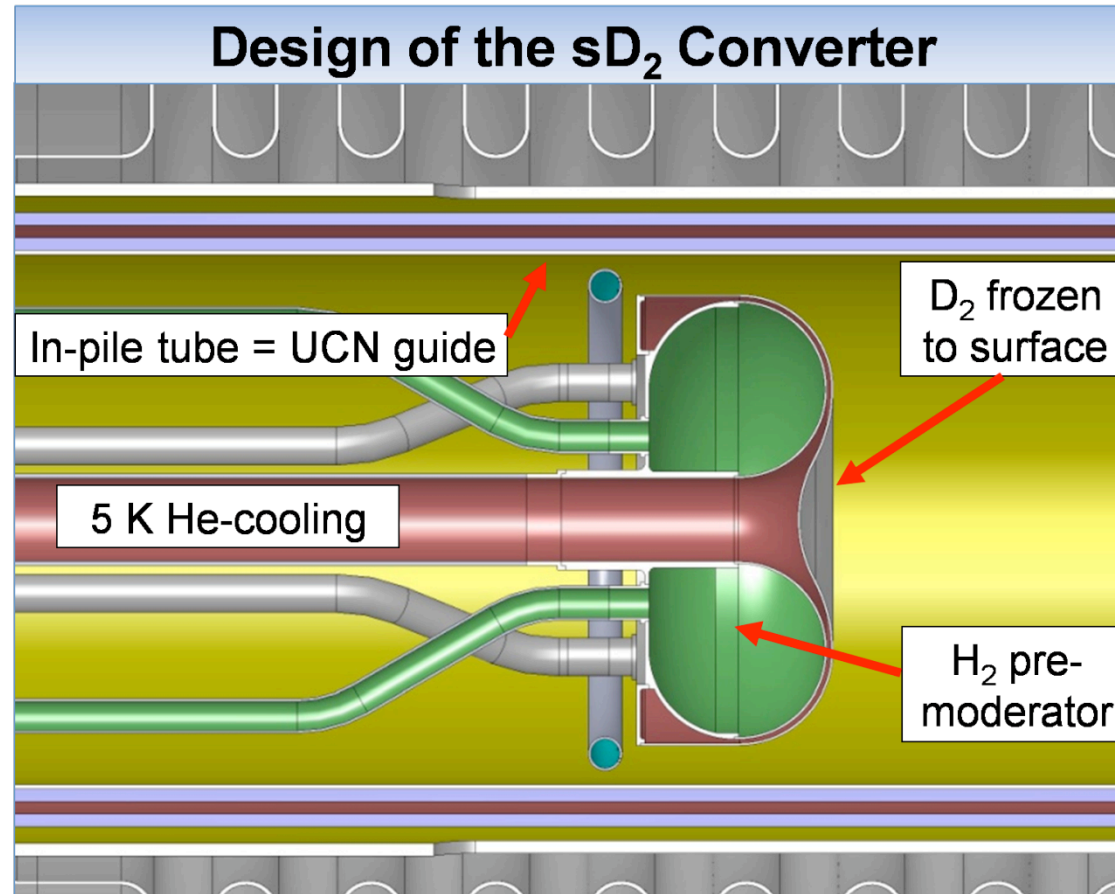 Design of the sD₂ Converter
In-pile tube = UCN guide
D₂ frozen
to surface
5 K He-cooling
H₂ pre-
moderator